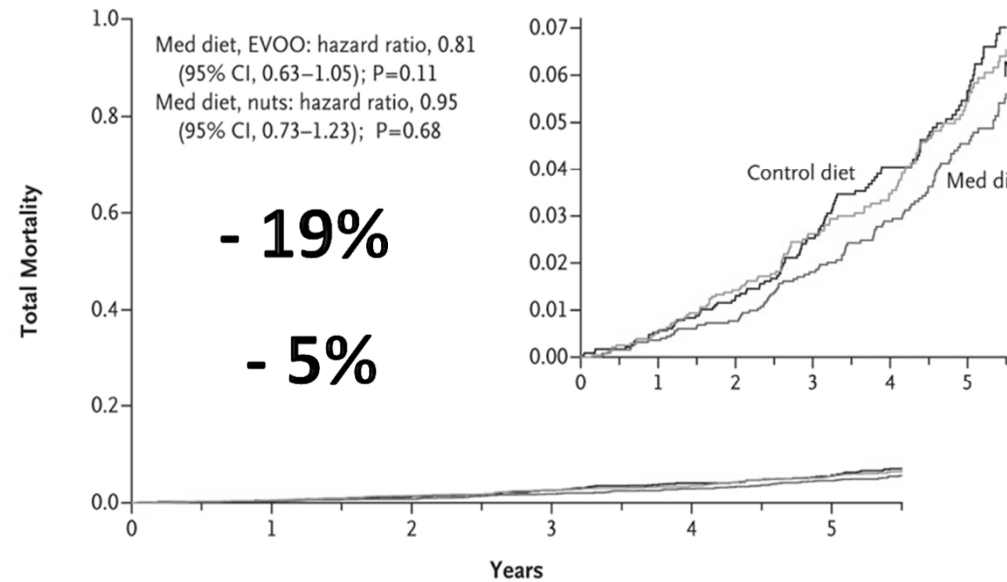 Med diet, EVOO: hazard ratio, 0.81
(95% CI, 0.63–1.05); P=0.11
Med diet, nuts: hazard ratio, 0.95
(95% CI, 0.73–1.23); P=0.68
- 19%
- 5%
Total Mortality
1.0
0.8
0.6
0.4
0.2
0.0
0 1 2 3 4 5
Years
0.07
0.06
0.05
0.04
0.03
0.02
0.01
0.00
0 1 2 3 4 5
Control diet
Med di